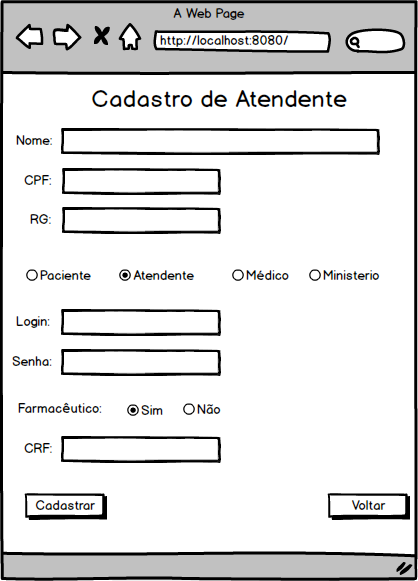 A Web Page
http://localhost:8080/
Cadastro de Atendente
Nome:
CPF:
RG:
Paciente Atendente Médico Ministerio
Login:
Senha:
Farmacêutico: Sim Não
CRF:
Cadastrar Voltar